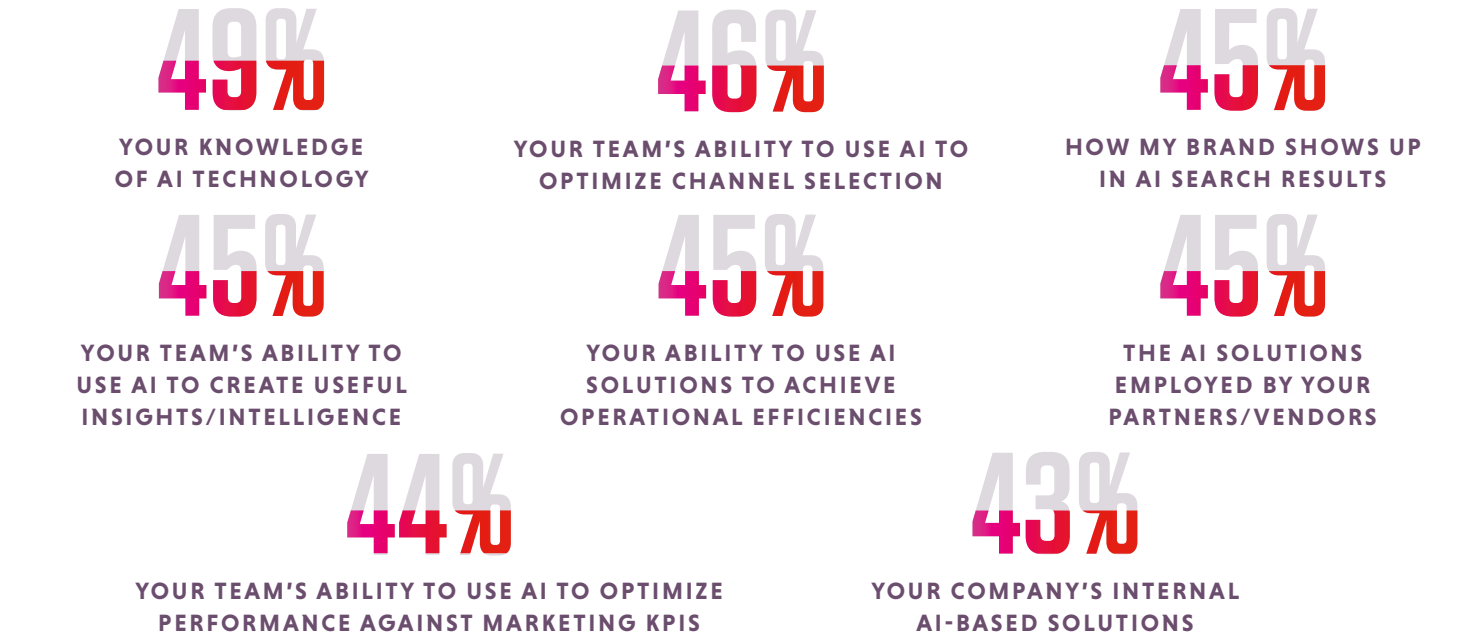 49%
YOUR KNOWLEDGE
OF AI TECHNOLOGY
46%
YOUR TEAM'S ABILITY TO USE AI TO
OPTIMIZE CHANNEL SELECTION
45%
HOW MY BRAND SHOWS UP
IN AI SEARCH RESULTS
45%
YOUR TEAM'S ABILITY TO
USE AI TO CREATE USEFUL
INSIGHTS/INTELLIGENCE
45%
YOUR ABILITY TO USE AI
SOLUTIONS TO ACHIEVE
OPERATIONAL EFFICIENCIES
45%
THE AI SOLUTIONS
EMPLOYED BY YOUR
PARTNERS/VENDORS
44%
YOUR TEAM'S ABILITY TO USE AI TO OPTIMIZE
PERFORMANCE AGAINST MARKETING KPIS
43%
YOUR COMPANY'S INTERNAL
AI-BASED SOLUTIONS